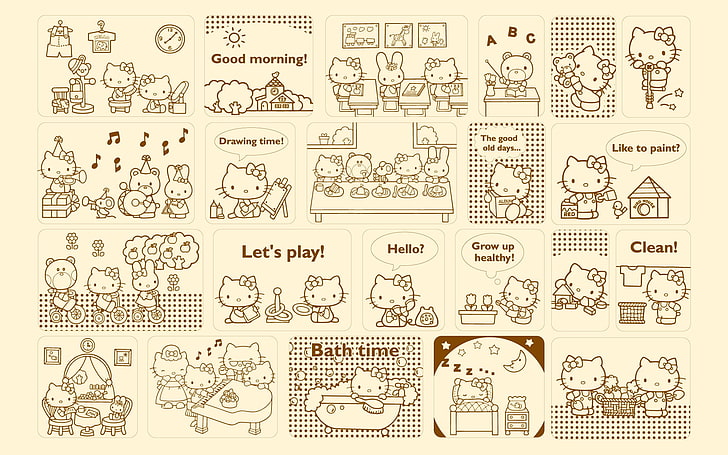 Good morning!
A B C
Drawing time!
The good
old days...
Like to paint?
Let's play!
Hello?
Grow up
healthy!
Clean!
Bath time
z z z ...